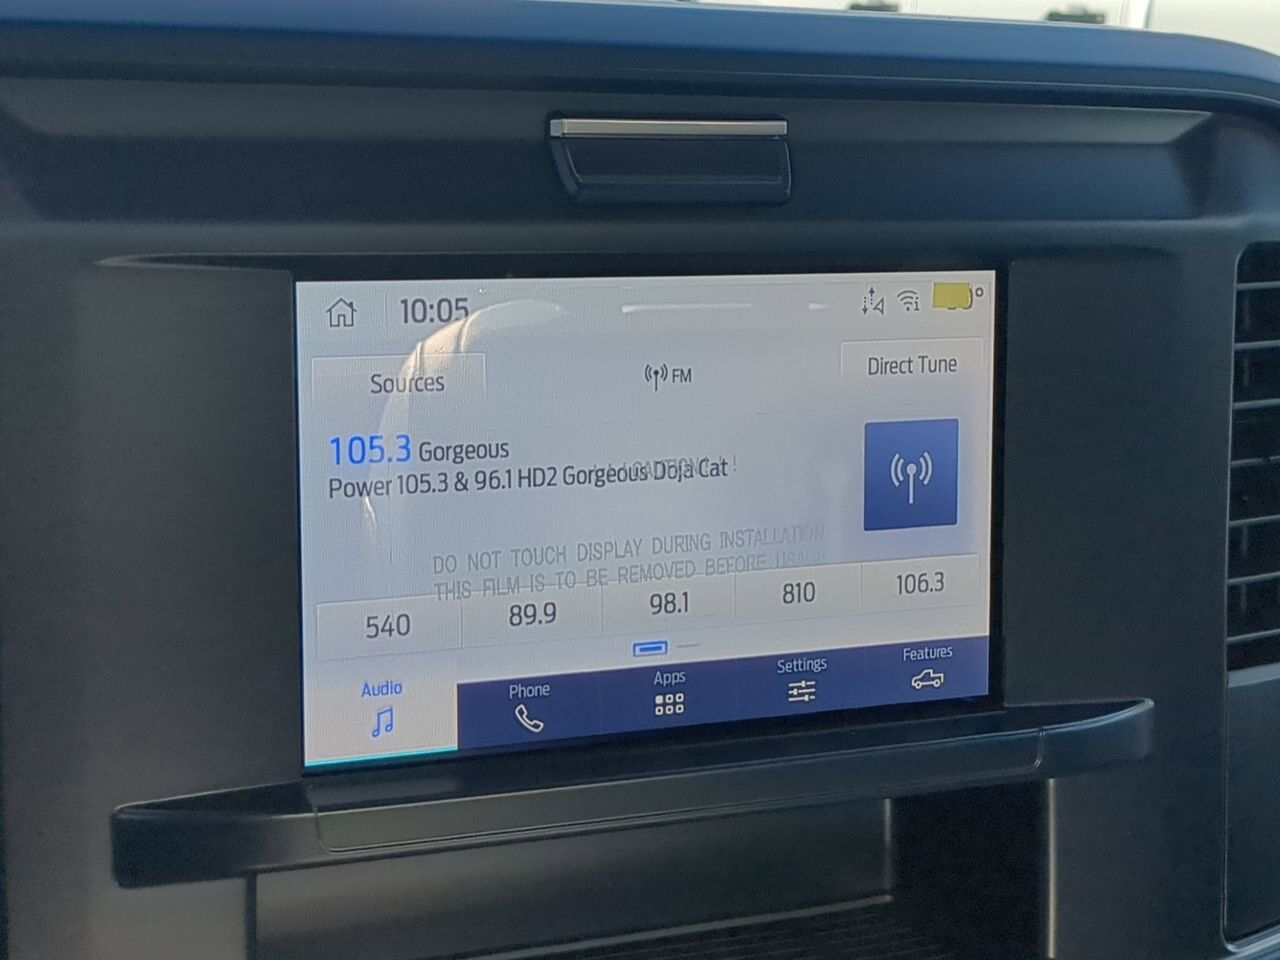 10:05
Sources
FM
Direct Tune
105.3 Gorgeous
Power 105.3 & 96.1 HD2 Gorgeous Doja Cat
! CAUTION ! !
DO NOT TOUCH DISPLAY DURING INSTALLATION
THIS FILM IS TO BE REMOVED BEFORE USAGE
540
89.9
98.1
810
106.3
Audio
Phone
Apps
Settings
Features